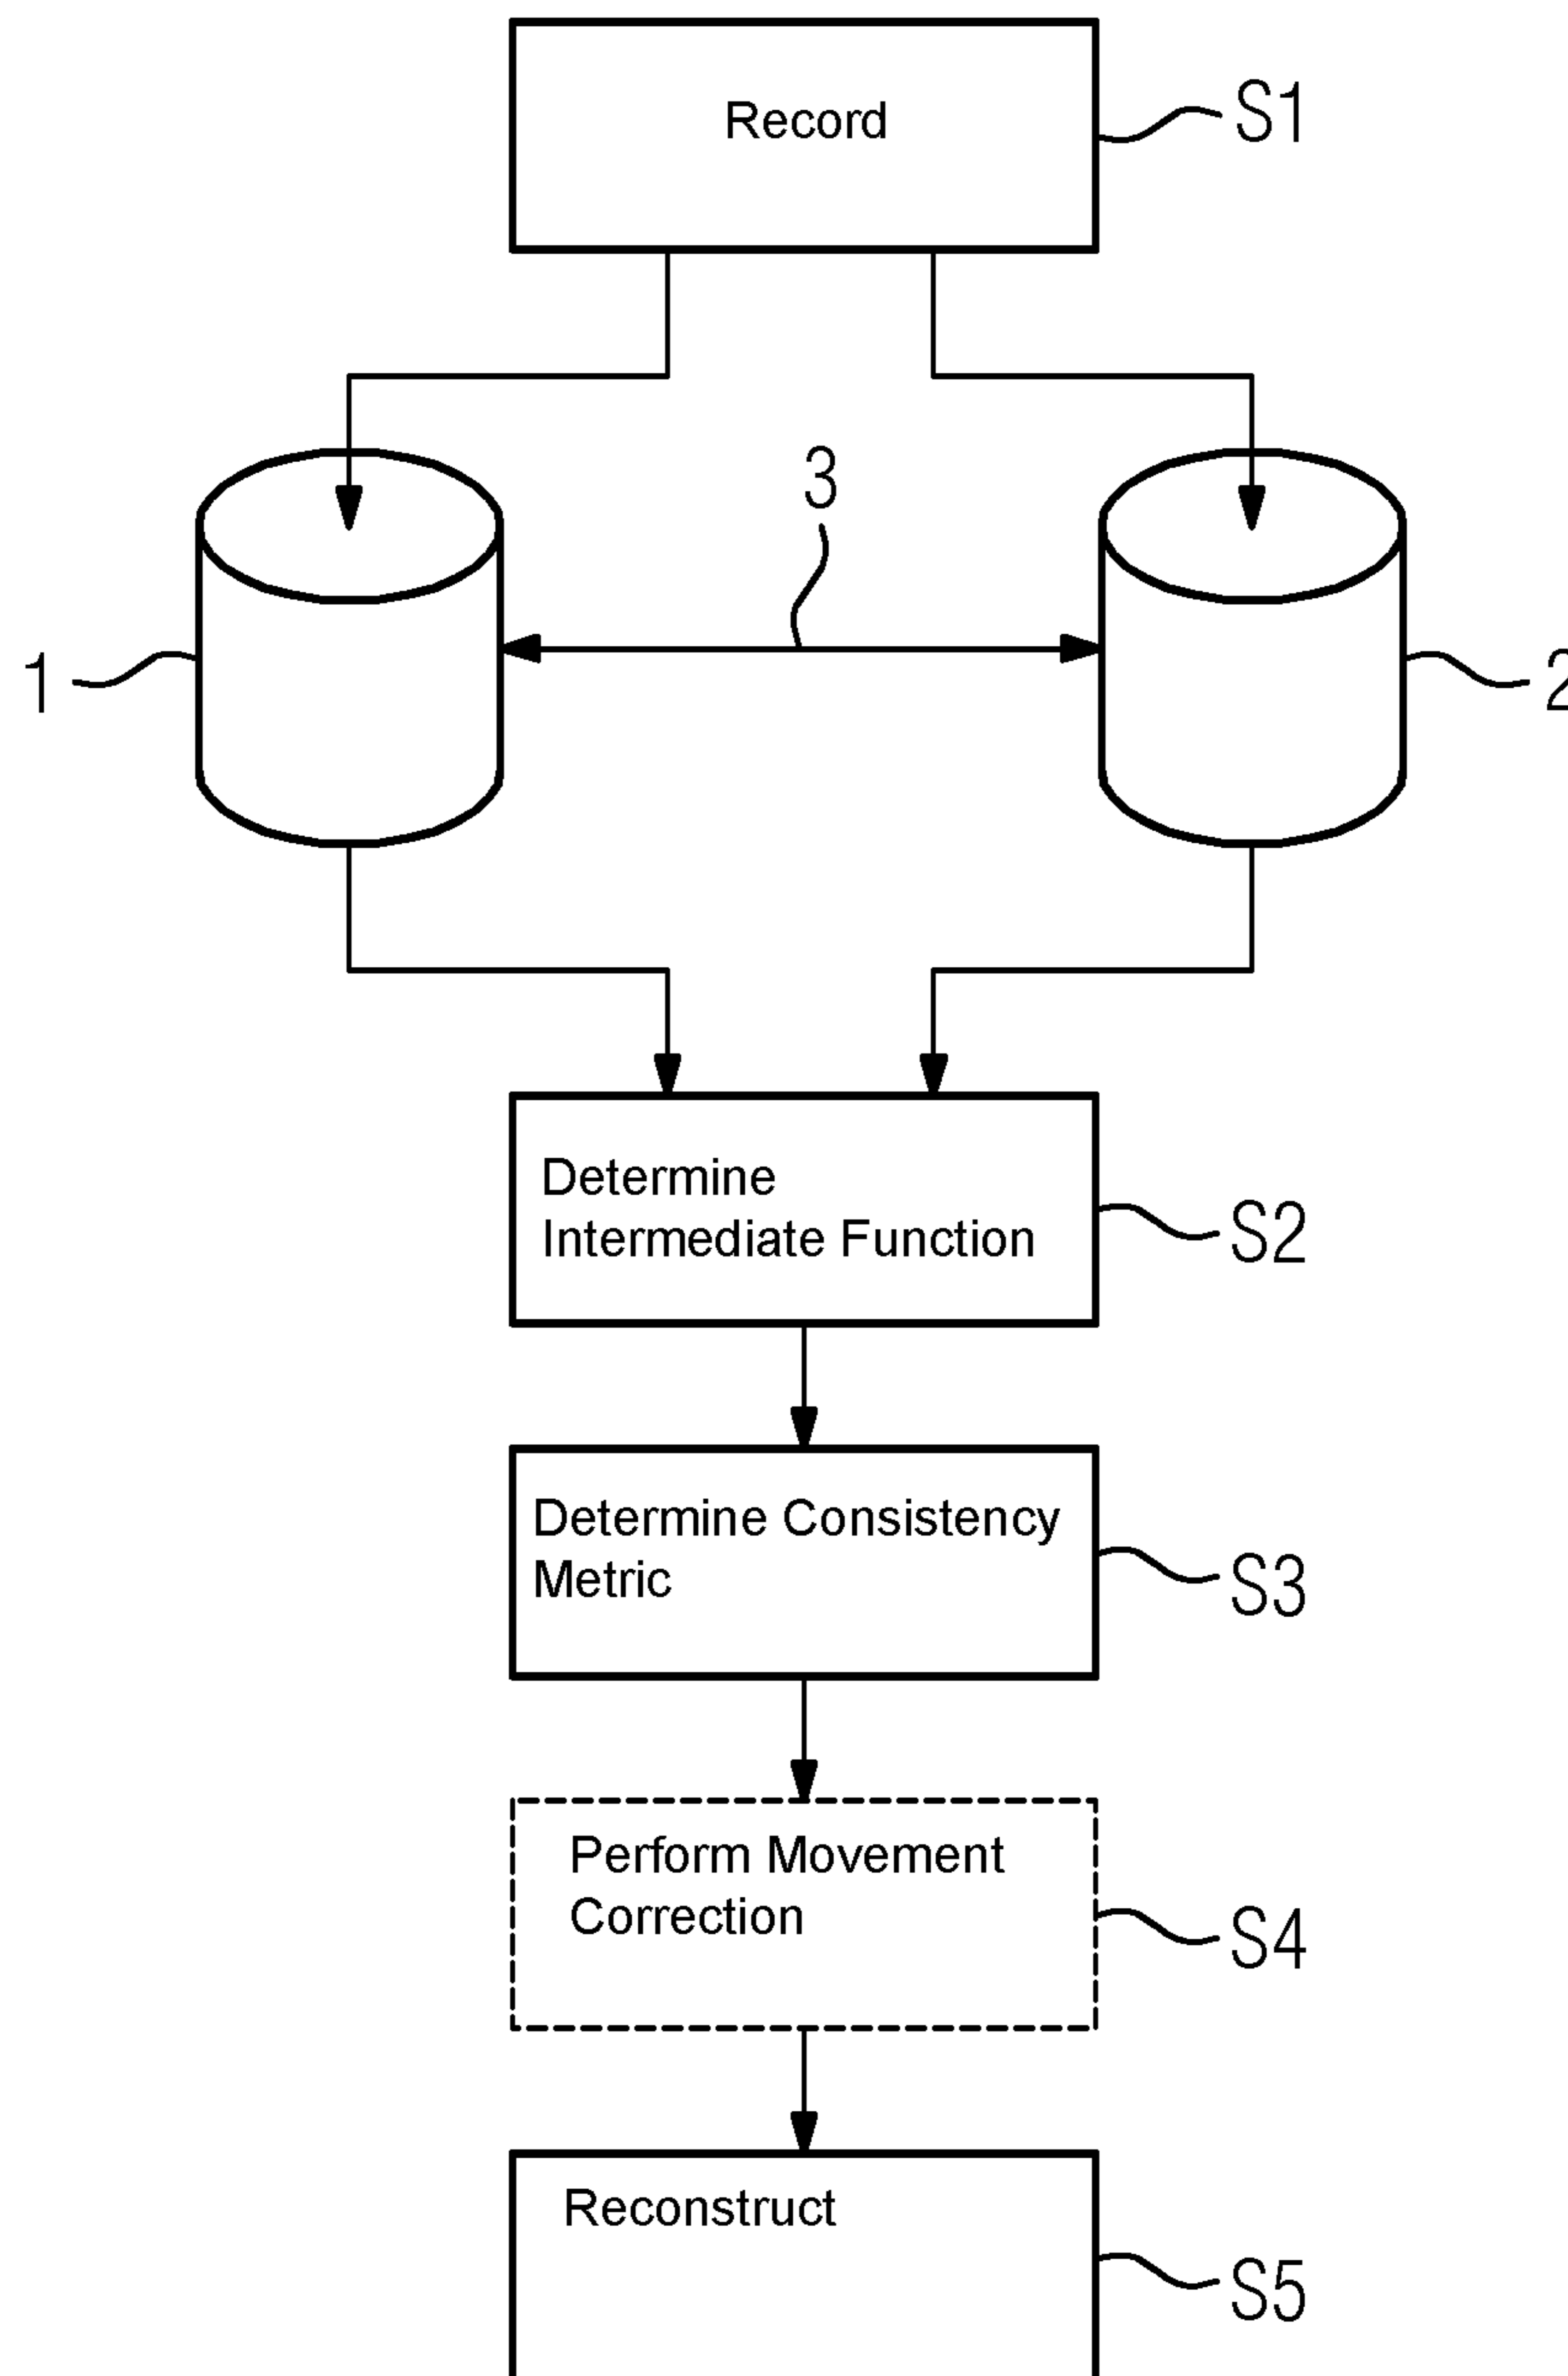 Record
S1
3
1
2
Determine
Intermediate Function
S2
Determine Consistency
Metric
S3
Perform Movement
Correction
S4
Reconstruct
S5